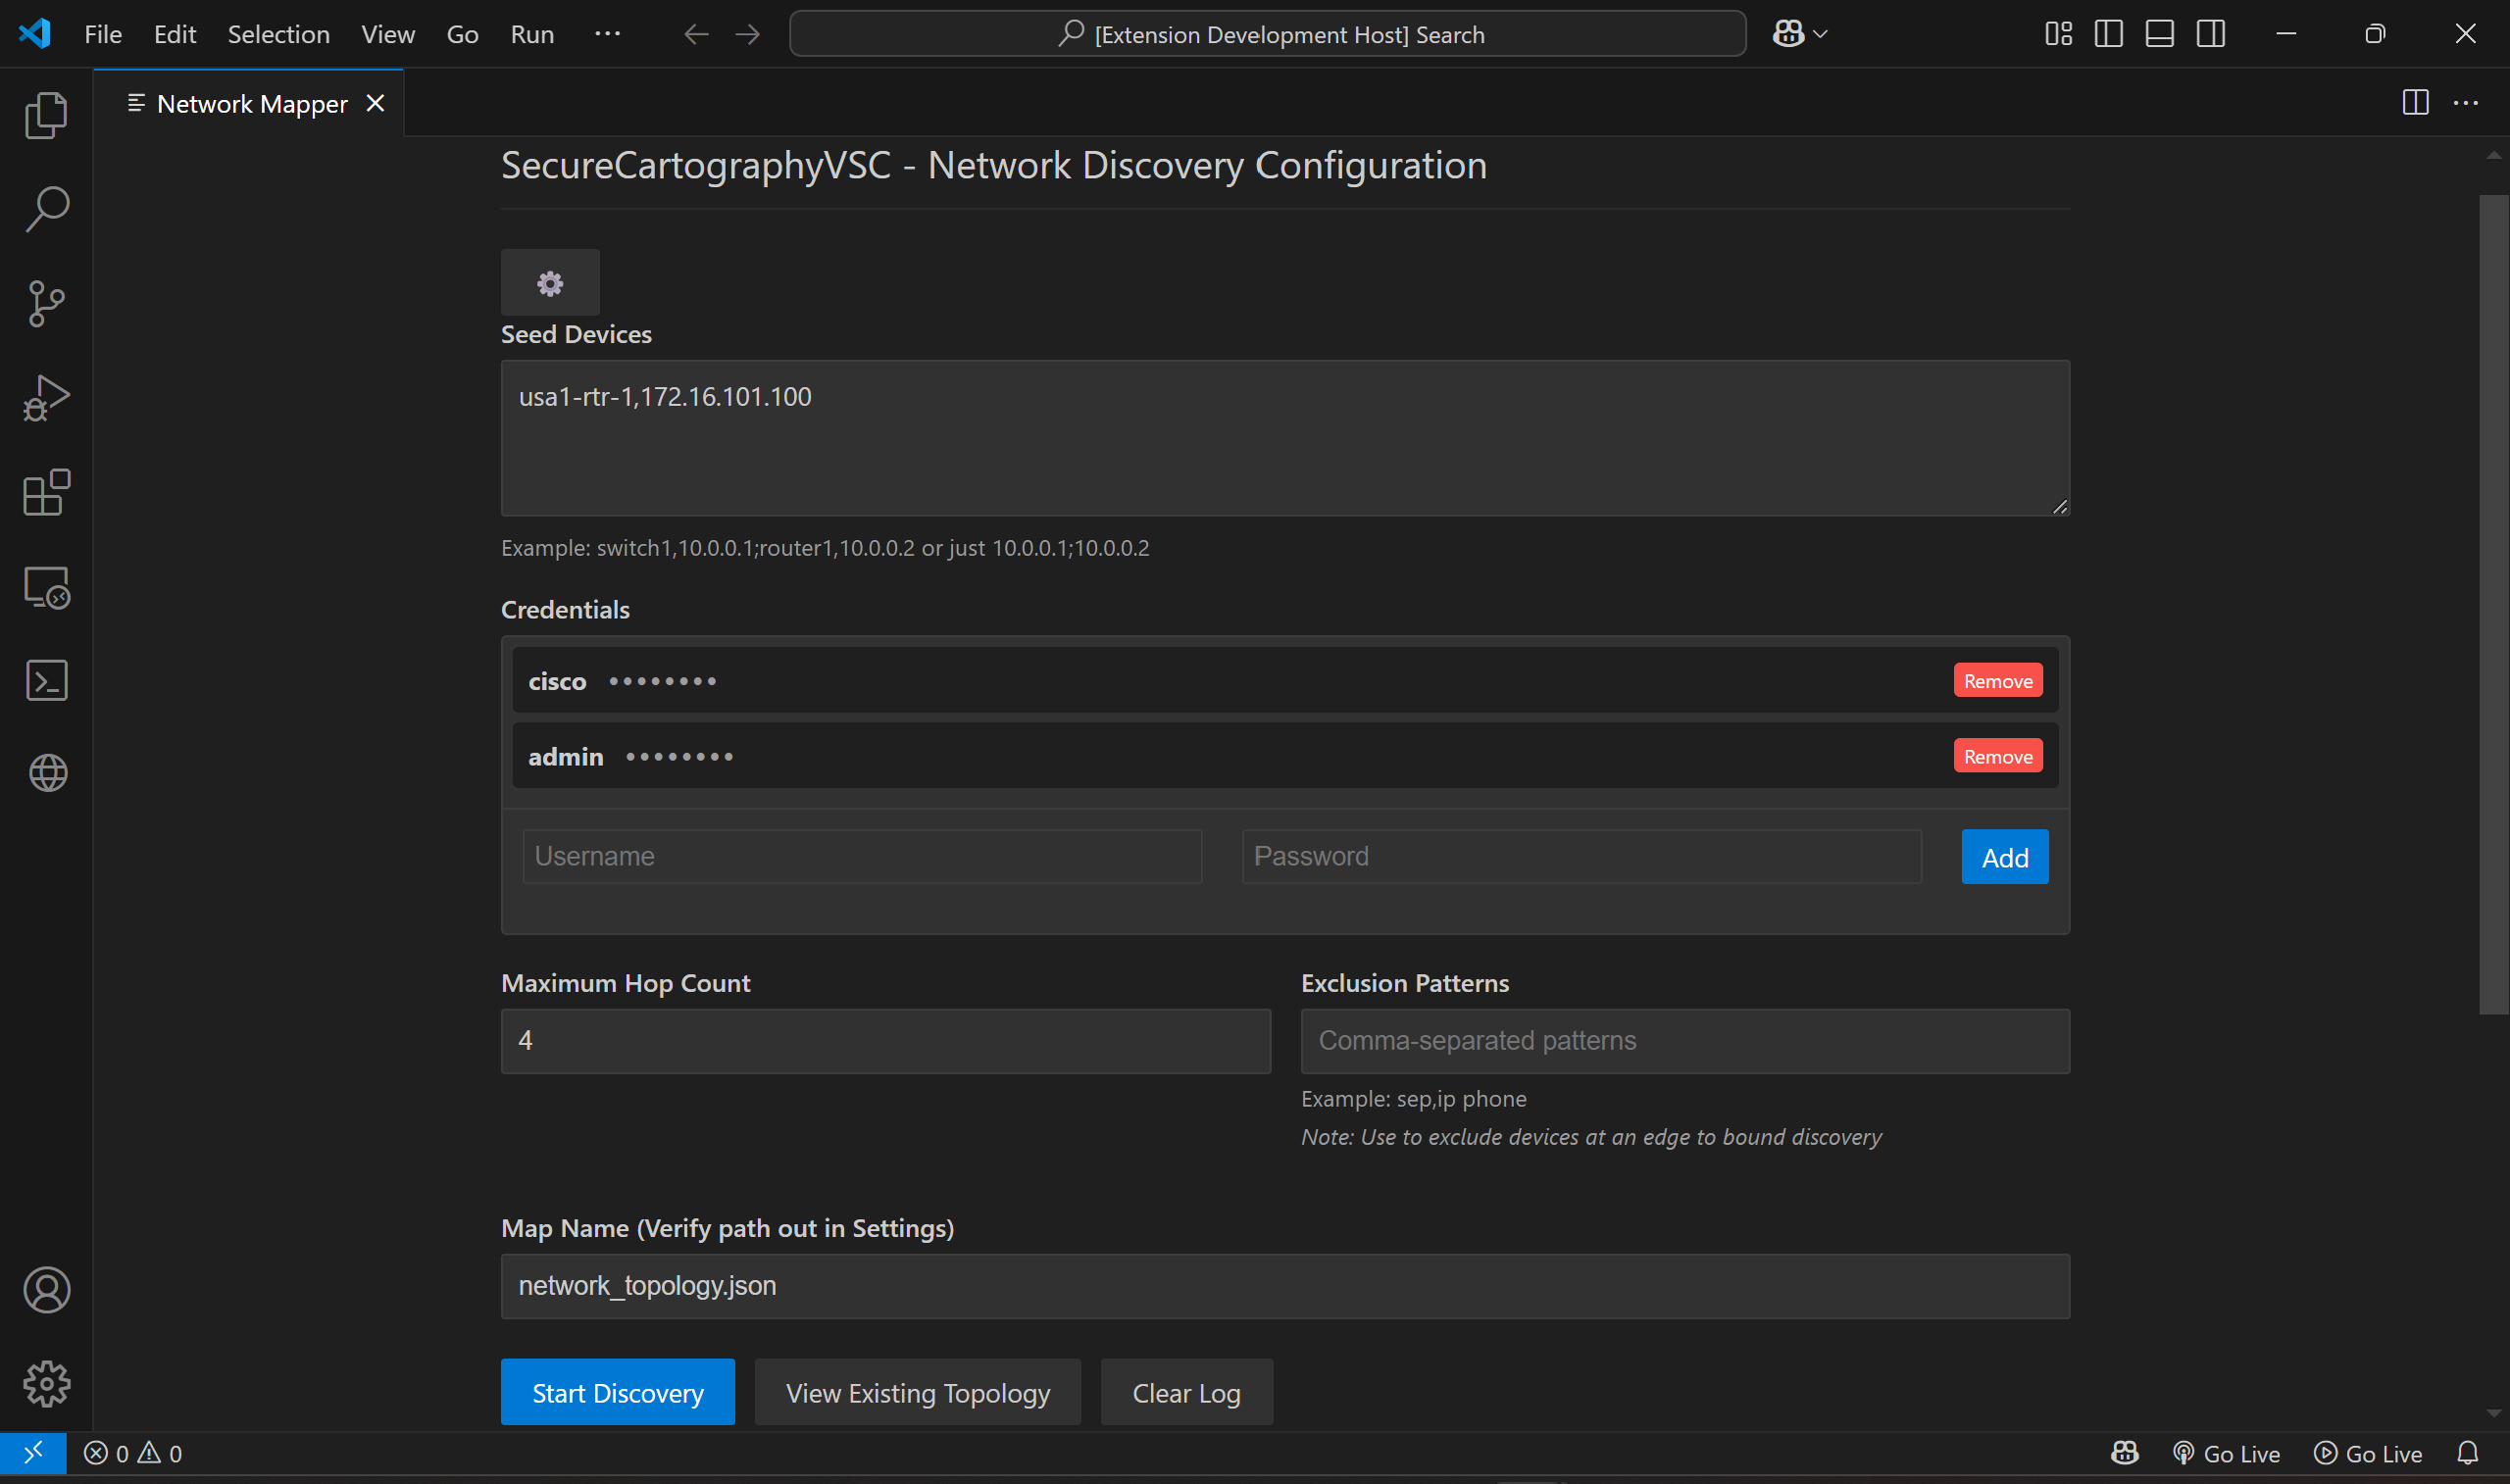 File Edit Selection View Go Run ···
[Extension Development Host] Search
Network Mapper
SecureCartographyVSC - Network Discovery Configuration
Seed Devices
usa1-rtr-1,172.16.101.100
Example: switch1,10.0.0.1;router1,10.0.0.2 or just 10.0.0.1;10.0.0.2
Credentials
cisco •••••••• Remove
admin •••••••• Remove
Username Password Add
Maximum Hop Count Exclusion Patterns
4 Comma-separated patterns
Example: sep,ip phone
Note: Use to exclude devices at an edge to bound discovery
Map Name (Verify path out in Settings)
network_topology.json
Start Discovery View Existing Topology Clear Log
0 0 Go Live Go Live